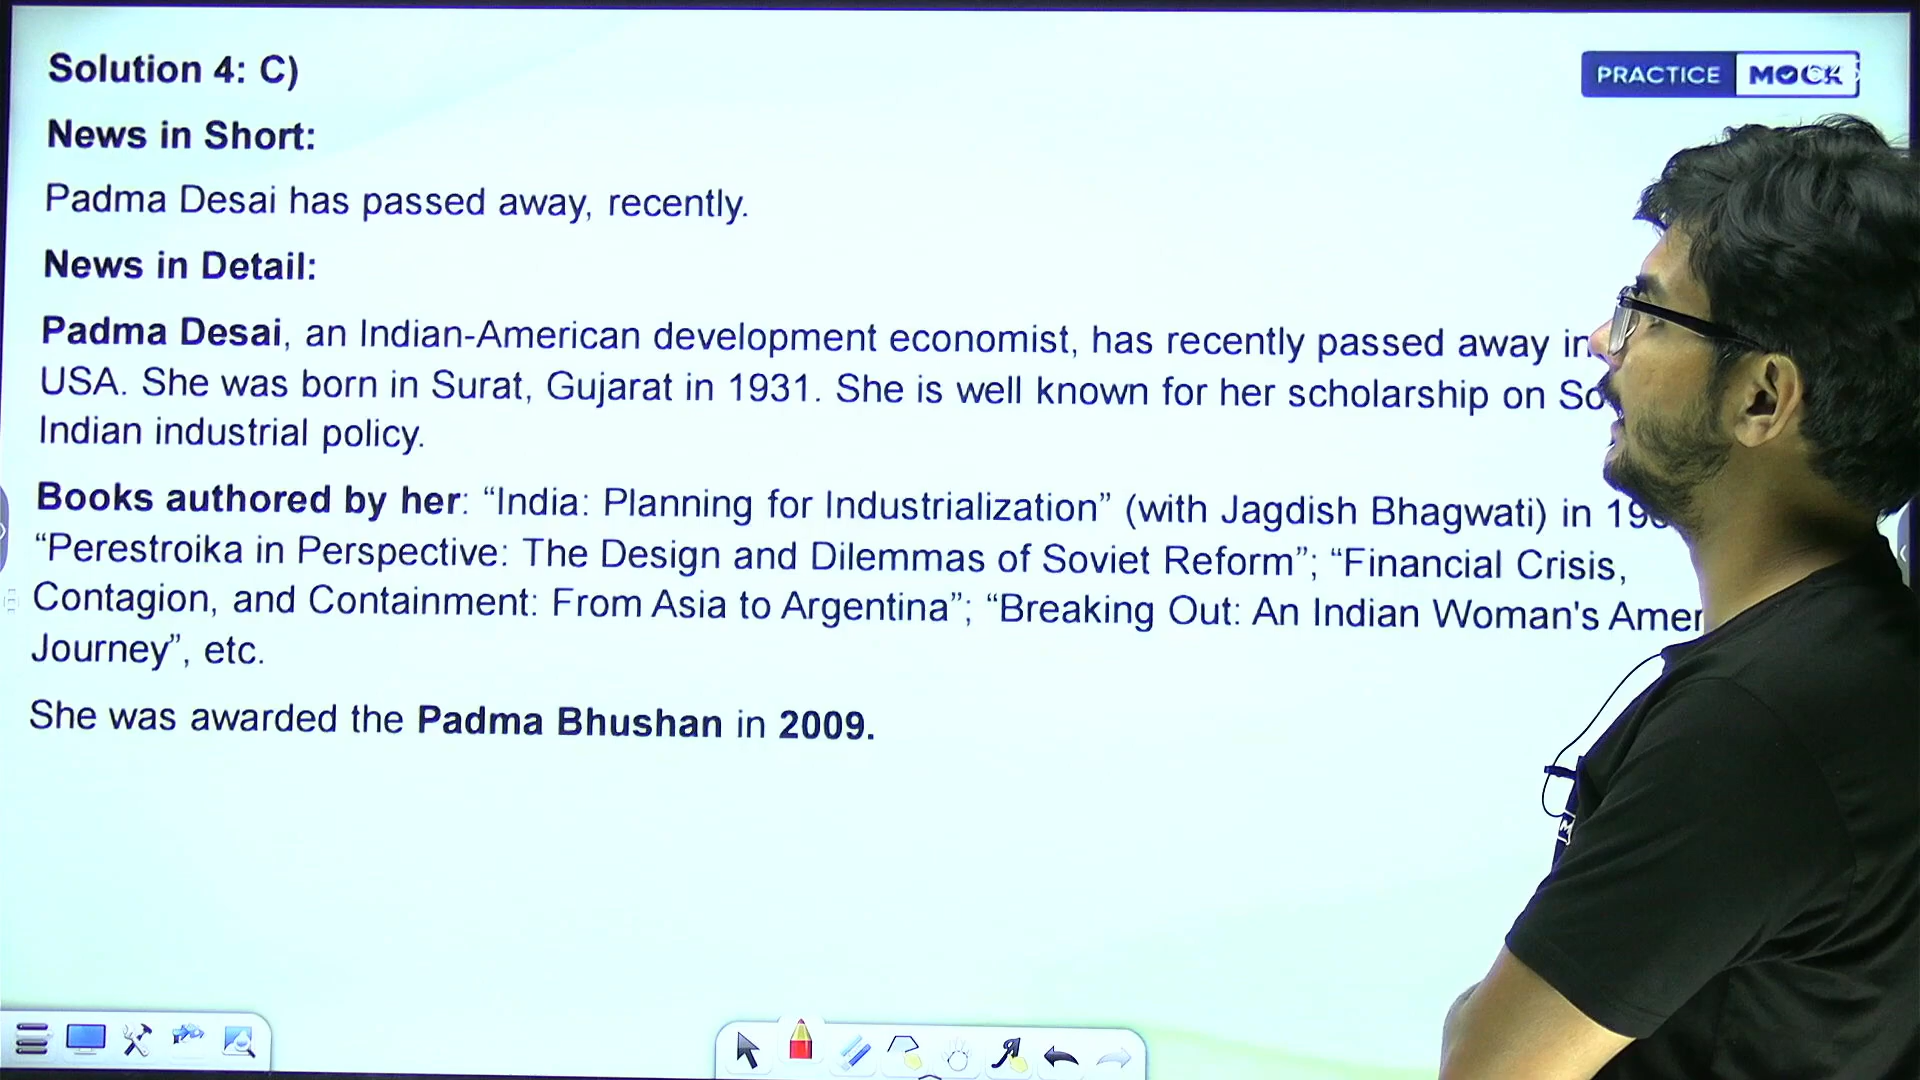 Solution 4: C)
PRACTICE MOCK
News in Short:
Padma Desai has passed away, recently.
News in Detail:
Padma Desai, an Indian-American development economist, has recently passed away in
USA. She was born in Surat, Gujarat in 1931. She is well known for her scholarship on
Indian industrial policy.
Books authored by her: “India: Planning for Industrialization” (with Jagdish Bhagwati) in
“Perestroika in Perspective: The Design and Dilemmas of Soviet Reform”; “Financial Crisis,
Contagion, and Containment: From Asia to Argentina”; “Breaking Out: An Indian Woman's
Journey”, etc.
She was awarded the Padma Bhushan in 2009.